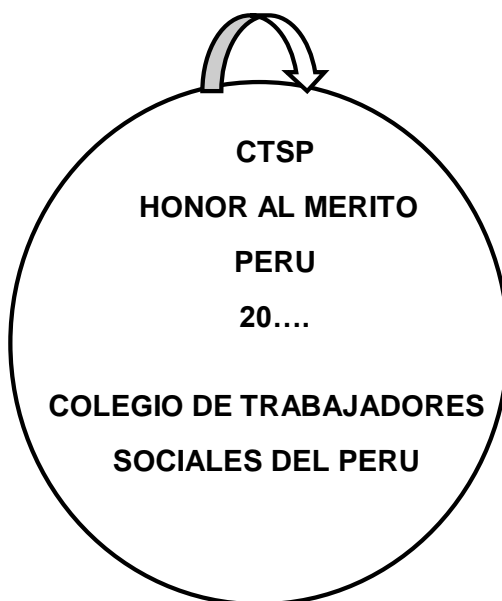 CTSP
HONOR AL MERITO
PERU
20….
COLEGIO DE TRABAJADORES
SOCIALES DEL PERU